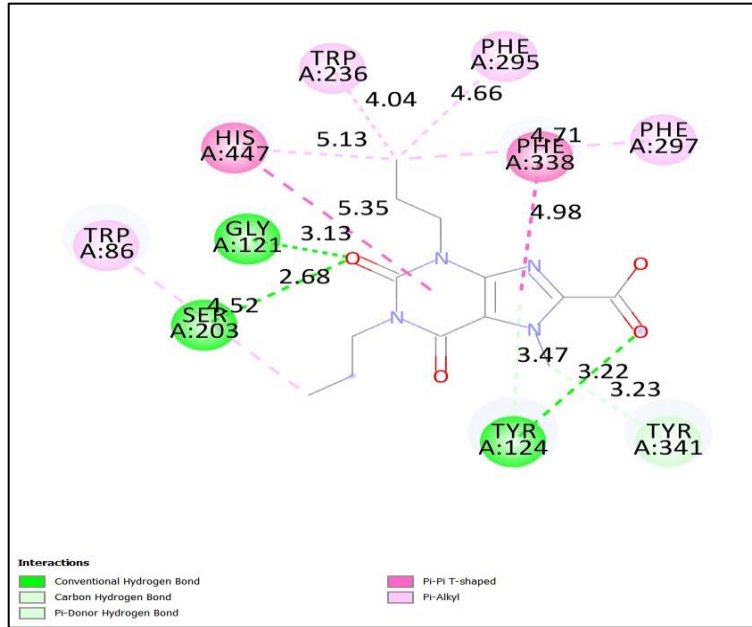 TRP
A:236
PHE
A:295
4.04
4.66
HIS
A:447
5.13
4.71
PHE
A:338
PHE
A:297
5.35
4.98
TRP
A:86
GLY
A:121
3.13
O
N
N
2.68
O
4.52
SER
A:203
N
N
O
O
3.47
3.22
3.23
TYR
A:124
TYR
A:341
Interactions
Conventional Hydrogen Bond
Carbon Hydrogen Bond
Pi-Donor Hydrogen Bond
Pi-Pi T-shaped
Pi-Alkyl